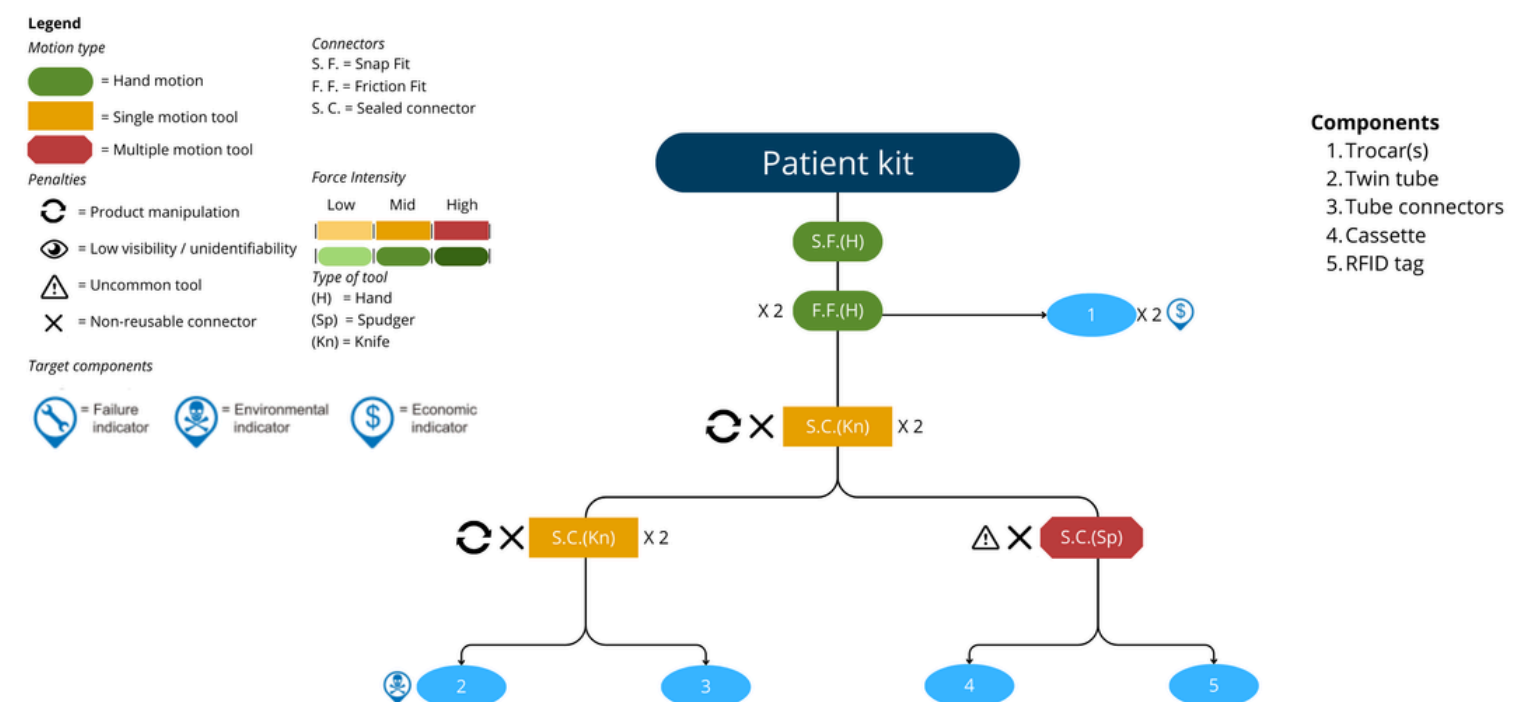 Legend
Motion type
= Hand motion
= Single motion tool
= Multiple motion tool
Penalties
= Product manipulation
= Low visibility / unidentifiability
= Uncommon tool
= Non-reusable connector
Connectors
S. F. = Snap Fit
F. F. = Friction Fit
S. C. = Sealed connector
Force Intensity
Low Mid High
Type of tool
(H) = Hand
(Sp) = Spudger
(Kn) = Knife
Target components
= Failure indicator
= Environmental indicator
$ = Economic indicator
Patient kit
S.F.(H)
X 2 F.F.(H)
1 X 2 $
S.C.(Kn) X 2
S.C.(Kn) X 2
S.C.(Sp)
2
3
4
5
Components
1. Trocar(s)
2. Twin tube
3. Tube connectors
4. Cassette
5. RFID tag